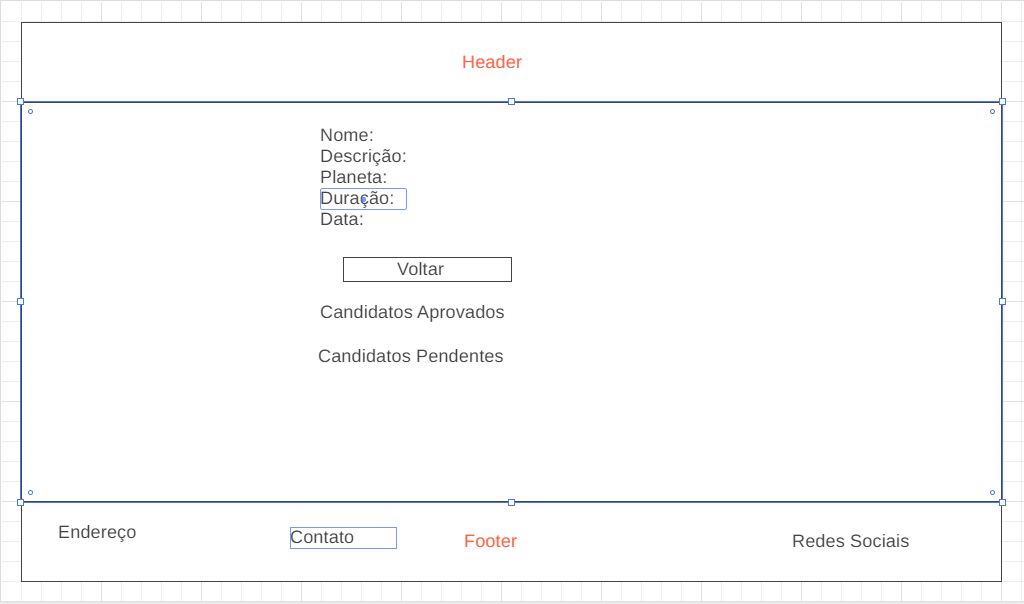 Header
Nome:
Descrição:
Planeta:
Duração:
Data:
Voltar
Candidatos Aprovados
Candidatos Pendentes
Endereço
Contato
Footer
Redes Sociais